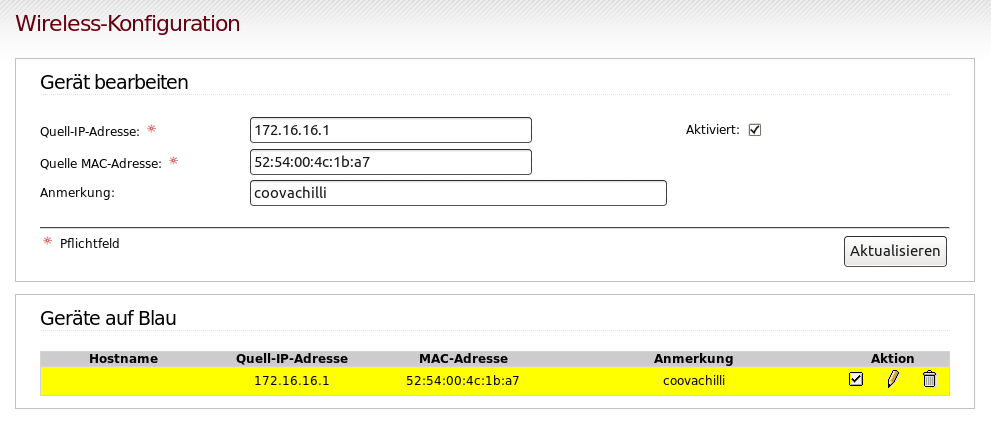 Wireless-Konfiguration
Gerät bearbeiten
Quell-IP-Adresse: * 172.16.16.1 Aktiviert:
Quelle MAC-Adresse: * 52:54:00:4c:1b:a7
Anmerkung: coovachilli
* Pflichtfeld Aktualisieren
Geräte auf Blau
Hostname Quell-IP-Adresse MAC-Adresse Anmerkung Aktion
172.16.16.1 52:54:00:4c:1b:a7 coovachilli